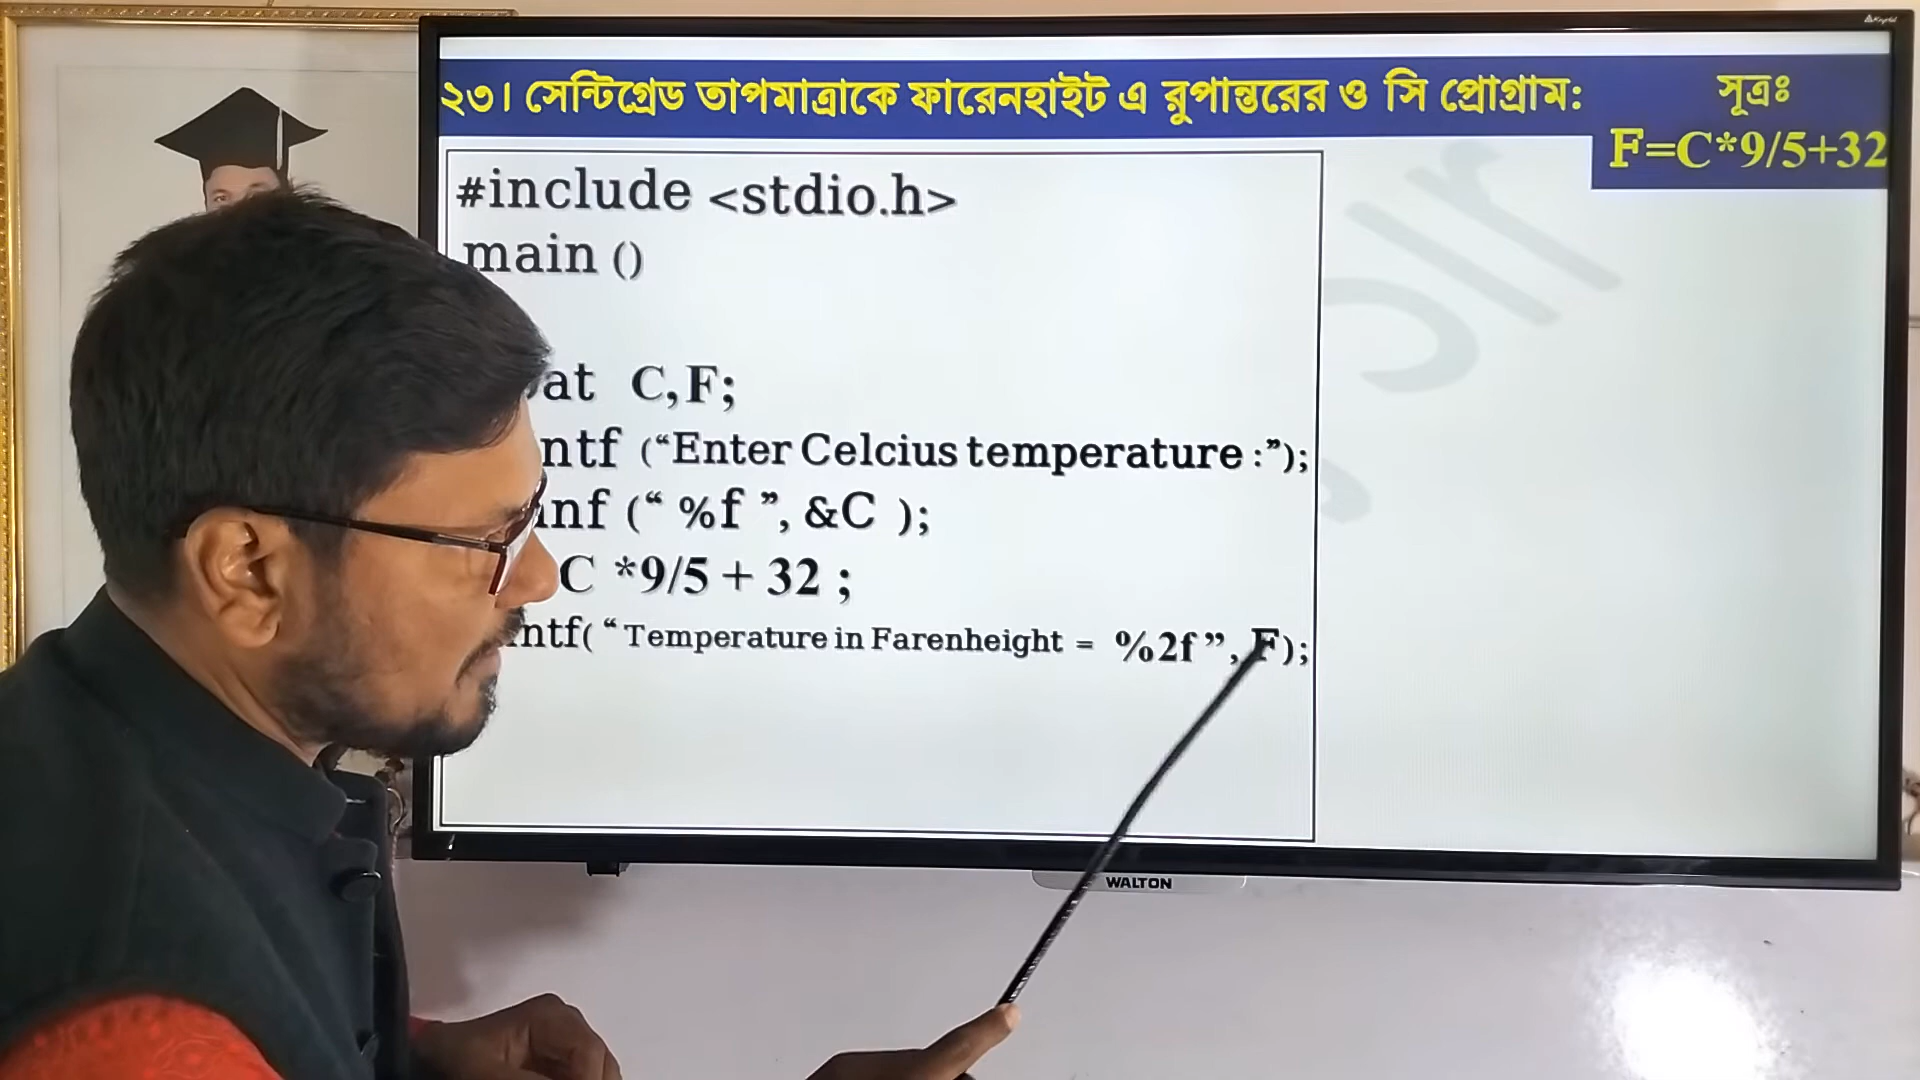 ২৩। সেন্টিগ্রেড তাপমাত্রাকে ফারেনহাইট এ রুপান্তরের ও সি প্রোগ্রাম:
সূত্রঃ
F=C*9/5+32
#include <stdio.h>
main ()
at C,F;
ntf (“Enter Celcius temperature :”);
nf (“ %f ”, &C );
C *9/5 + 32 ;
ntf( “ Temperature in Farenheight = %2f ”, F);
WALTON